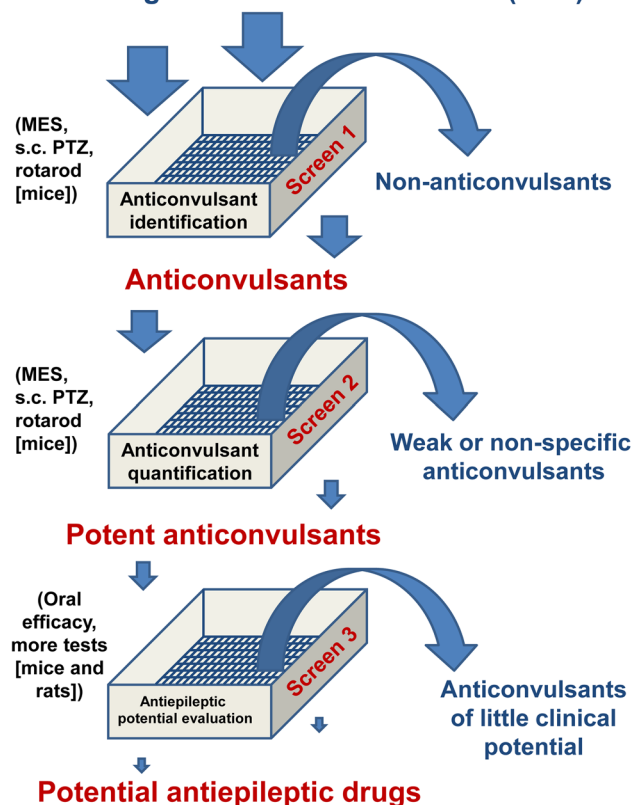 (MES,
s.c. PTZ,
rotarod
[mice])
Screen 1
Anticonvulsant
identification
Non-anticonvulsants
Anticonvulsants
(MES,
s.c. PTZ,
rotarod
[mice])
Screen 2
Anticonvulsant
quantification
Weak or non-specific
anticonvulsants
Potent anticonvulsants
(Oral
efficacy,
more tests
[mice and
rats])
Screen 3
Antiepileptic
potential evaluation
Anticonvulsants
of little clinical
potential
Potential antiepileptic drugs